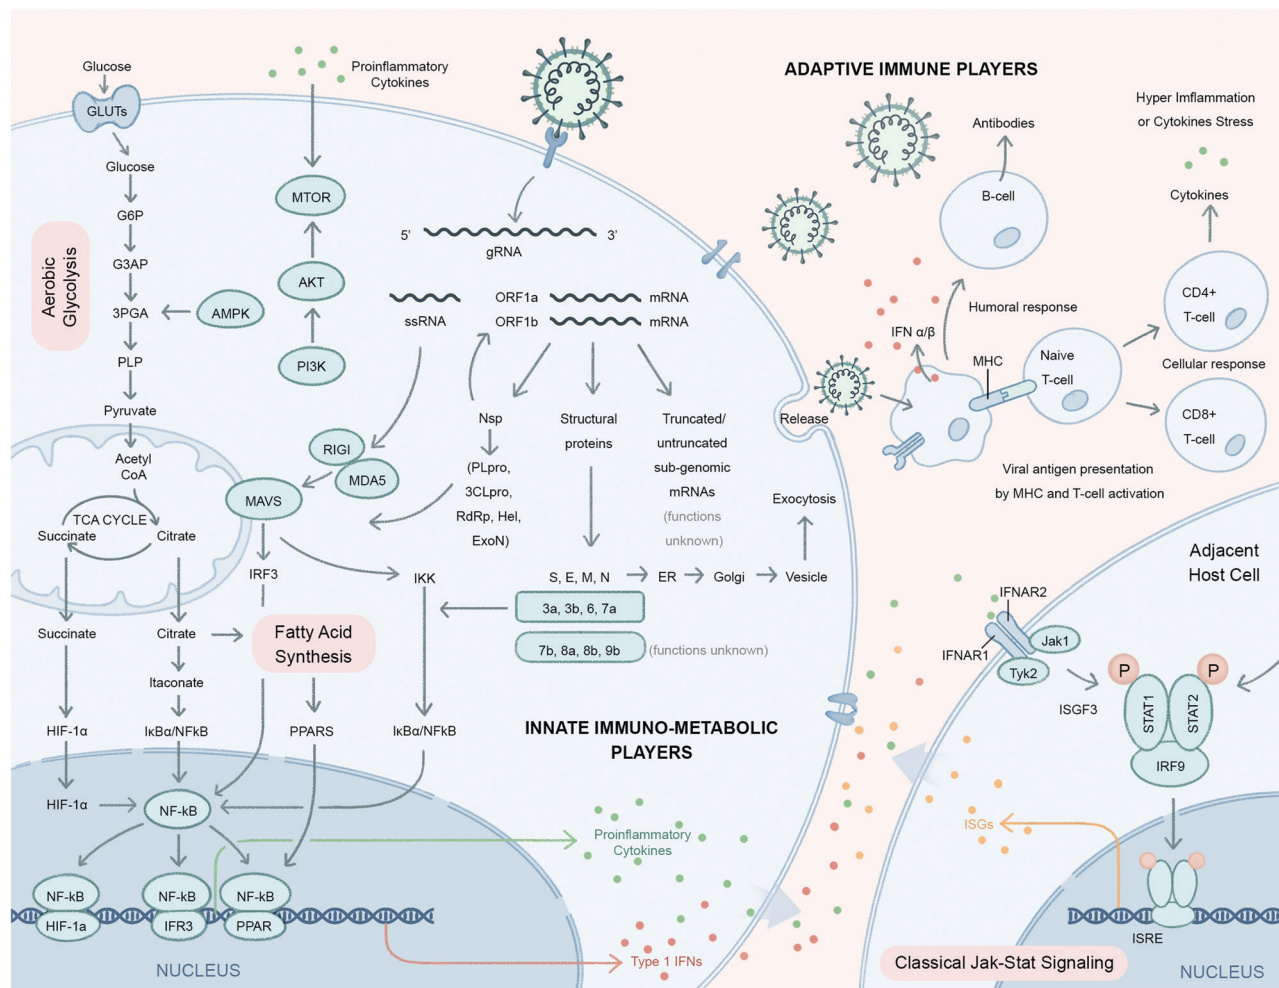 Glucose
GLUTs
Glucose
G6P
G3AP
3PGA
PLP
Pyruvate
Acetyl
CoA
Aerobic
Glycolysis
AMPK
Proinflammatory
Cytokines
MTOR
AKT
PI3K
5’
3’
gRNA
ssRNA
ORF1a
mRNA
ORF1b
mRNA
RIGI
MDA5
MAVS
IRF3
Nsp
(PLpro,
3CLpro,
RdRp, Hel,
ExoN)
Structural
proteins
Truncated/
untruncated
sub-genomic
mRNAs
(functions
unknown)
Release
Exocytosis
S, E, M, N
ER
Golgi
Vesicle
3a, 3b, 6, 7a
7b, 8a, 8b, 9b
(functions unknown)
IKK
IκBα/NFkB
TCA CYCLE
Succinate
Citrate
Succinate
Citrate
Itaconate
HIF-1α
IκBα/NFkB
Fatty Acid
Synthesis
PPARS
HIF-1α
NF-kB
NF-kB
HIF-1a
NF-kB
IFR3
NF-kB
PPAR
NUCLEUS
INNATE IMMUNO-METABOLIC
PLAYERS
Proinflammatory
Cytokines
Type 1 IFNs
ADAPTIVE IMMUNE PLAYERS
Antibodies
B-cell
Humoral response
IFN α/β
MHC
Naive
T-cell
Hyper Imflammation
or Cytokines Stress
Cytokines
CD4+
T-cell
Cellular response
CD8+
T-cell
Viral antigen presentation
by MHC and T-cell activation
Adjacent
Host Cell
IFNAR2
IFNAR1
Jak1
Tyk2
ISGF3
P
P
STAT1
STAT2
IRF9
ISGs
ISRE
Classical Jak-Stat Signaling
NUCLEUS